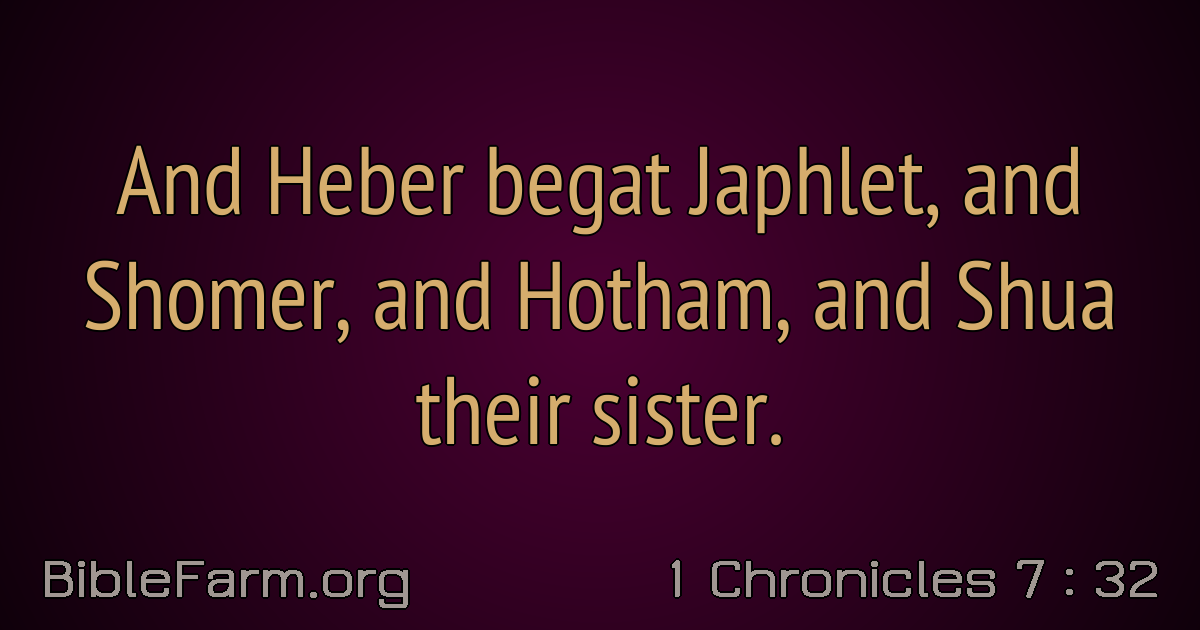 And Heber begat Japhlet, and
Shomer, and Hotham, and Shua
their sister.
BibleFarm.org
1 Chronicles 7 : 32